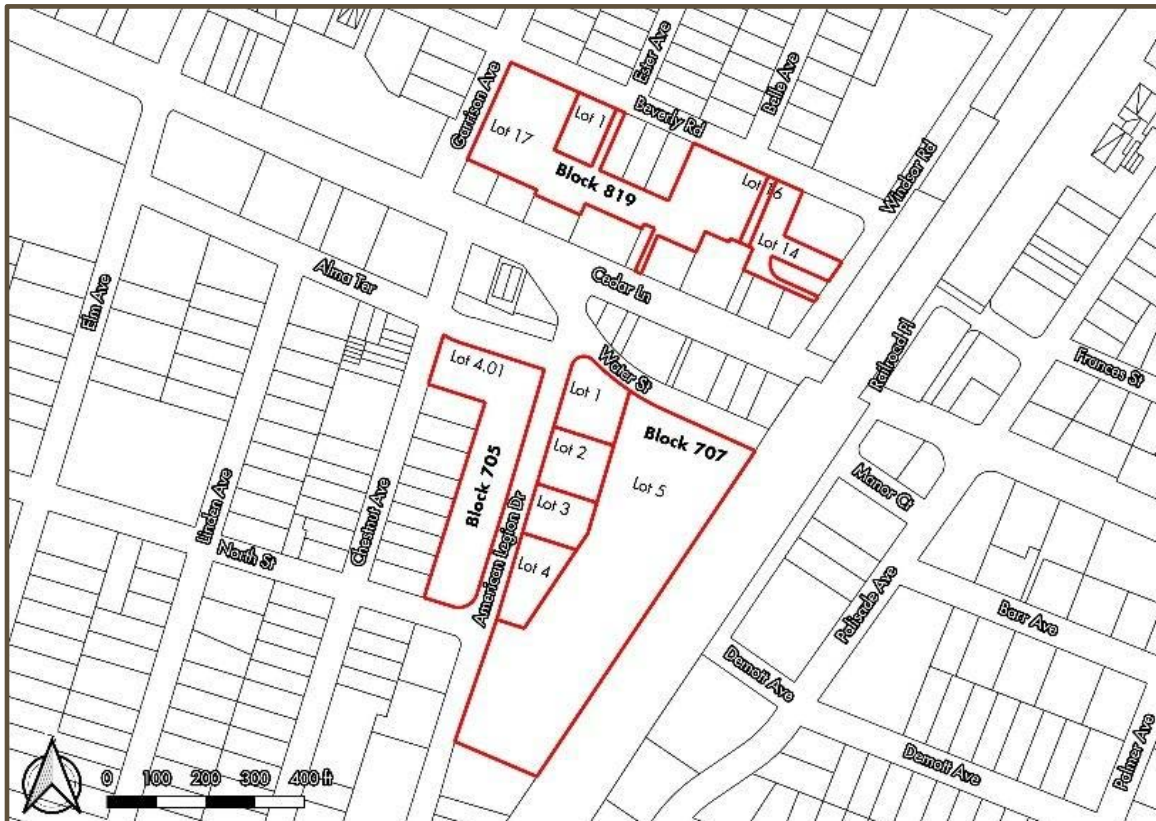 Ester Ave
Belle Ave
Garrison Ave
Beverly Rd
Lot 1
Lot 17
Block 819
Lot 16
Windsor Rd
Lot 14
Alma Ter
Cedar Ln
Elm Ave
Railroad Pl
Water St
Frances St
Lot 4.01
Lot 1
Block 707
Lot 2
Lot 5
Block 705
Manor Ct
Lot 3
Linden Ave
Chestnut Ave
North St
American Legion Dr
Lot 4
Palisade Ave
Barr Ave
Demott Ave
Demott Ave
Palmer Ave
0 100 200 300 400 ft